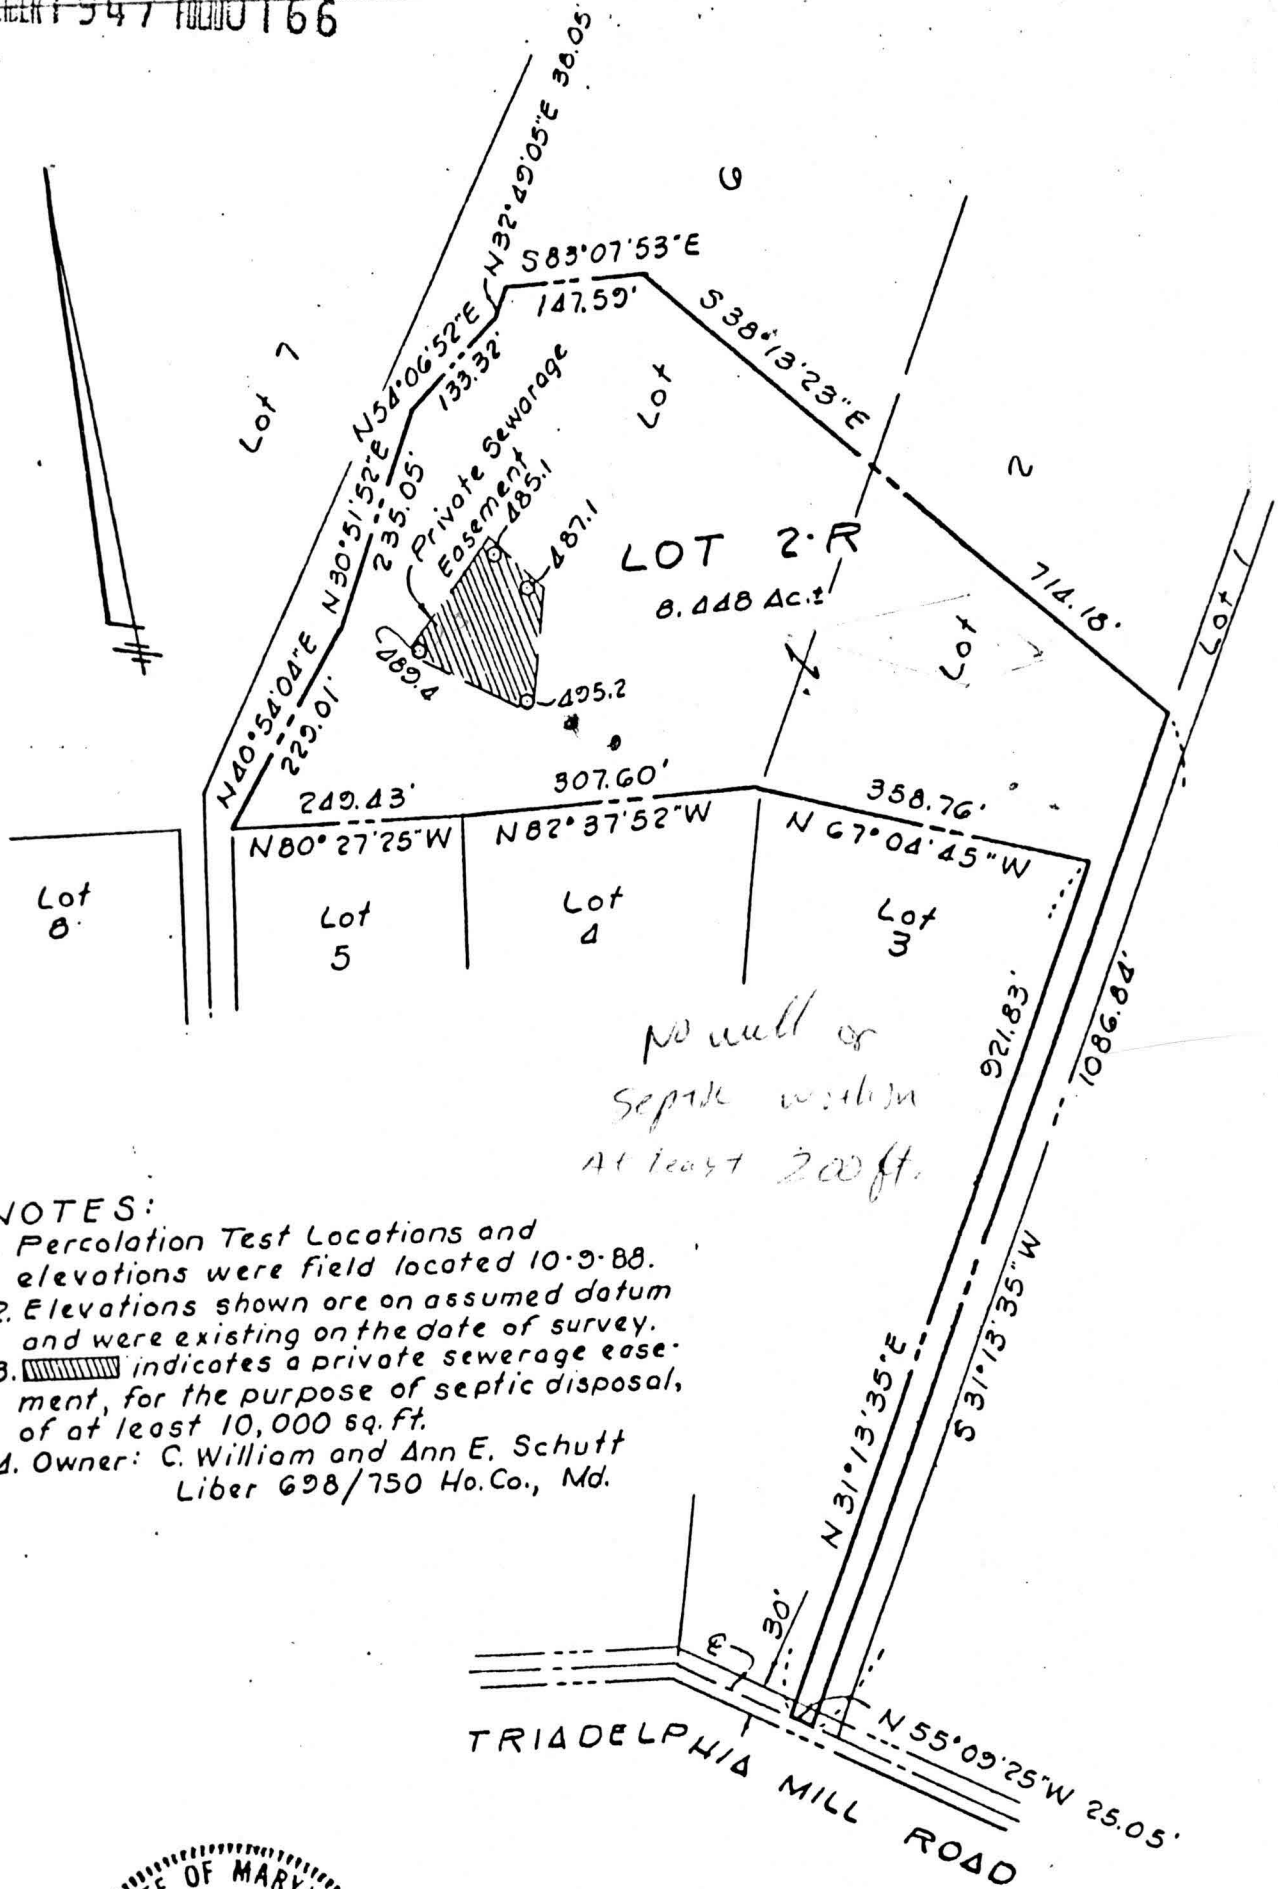 1947 0166
N32°49'05"E 38.05'
6
S83°07'53"E
147.59'
S38°13'23"E
714.18'
Lot 7
N54°06'52"E
133.32'
N30°51'52"E
235.05'
N40°54'04"E
229.01'
Private Sewarage
Easement
485.1
487.1
489.4
495.2
Lot
2
LOT 2-R
8.448 Ac.±
Lot
Lot 1
249.43'
N80°27'25"W
307.60'
N82°37'52"W
358.76'
N 67°04'45"W
Lot
8
Lot
5
Lot
4
Lot
3
No well or
septic within
At least 200 ft.
921.83'
1086.84'
N 31°13'35"E
S 31°13'35"W
NOTES:
Percolation Test Locations and
elevations were field located 10-9-88.
2. Elevations shown are on assumed datum
and were existing on the date of survey.
3. indicates a private sewerage ease-
ment, for the purpose of septic disposal,
of at least 10,000 sq. ft.
4. Owner: C. William and Ann E. Schutt
Liber 698/750 Ho. Co., Md.
30'
TRIADELPHIA MILL ROAD
N 55°09'25"W 25.05'
OF MARY